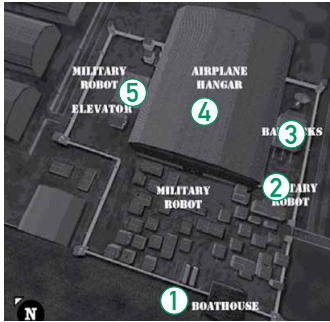 MILITARY
ROBOT
5
ELEVATOR
AIRPLANE
HANGAR
4
3
2
MILITARY
ROBOT
ROBOT
1
BOATHOUSE
N